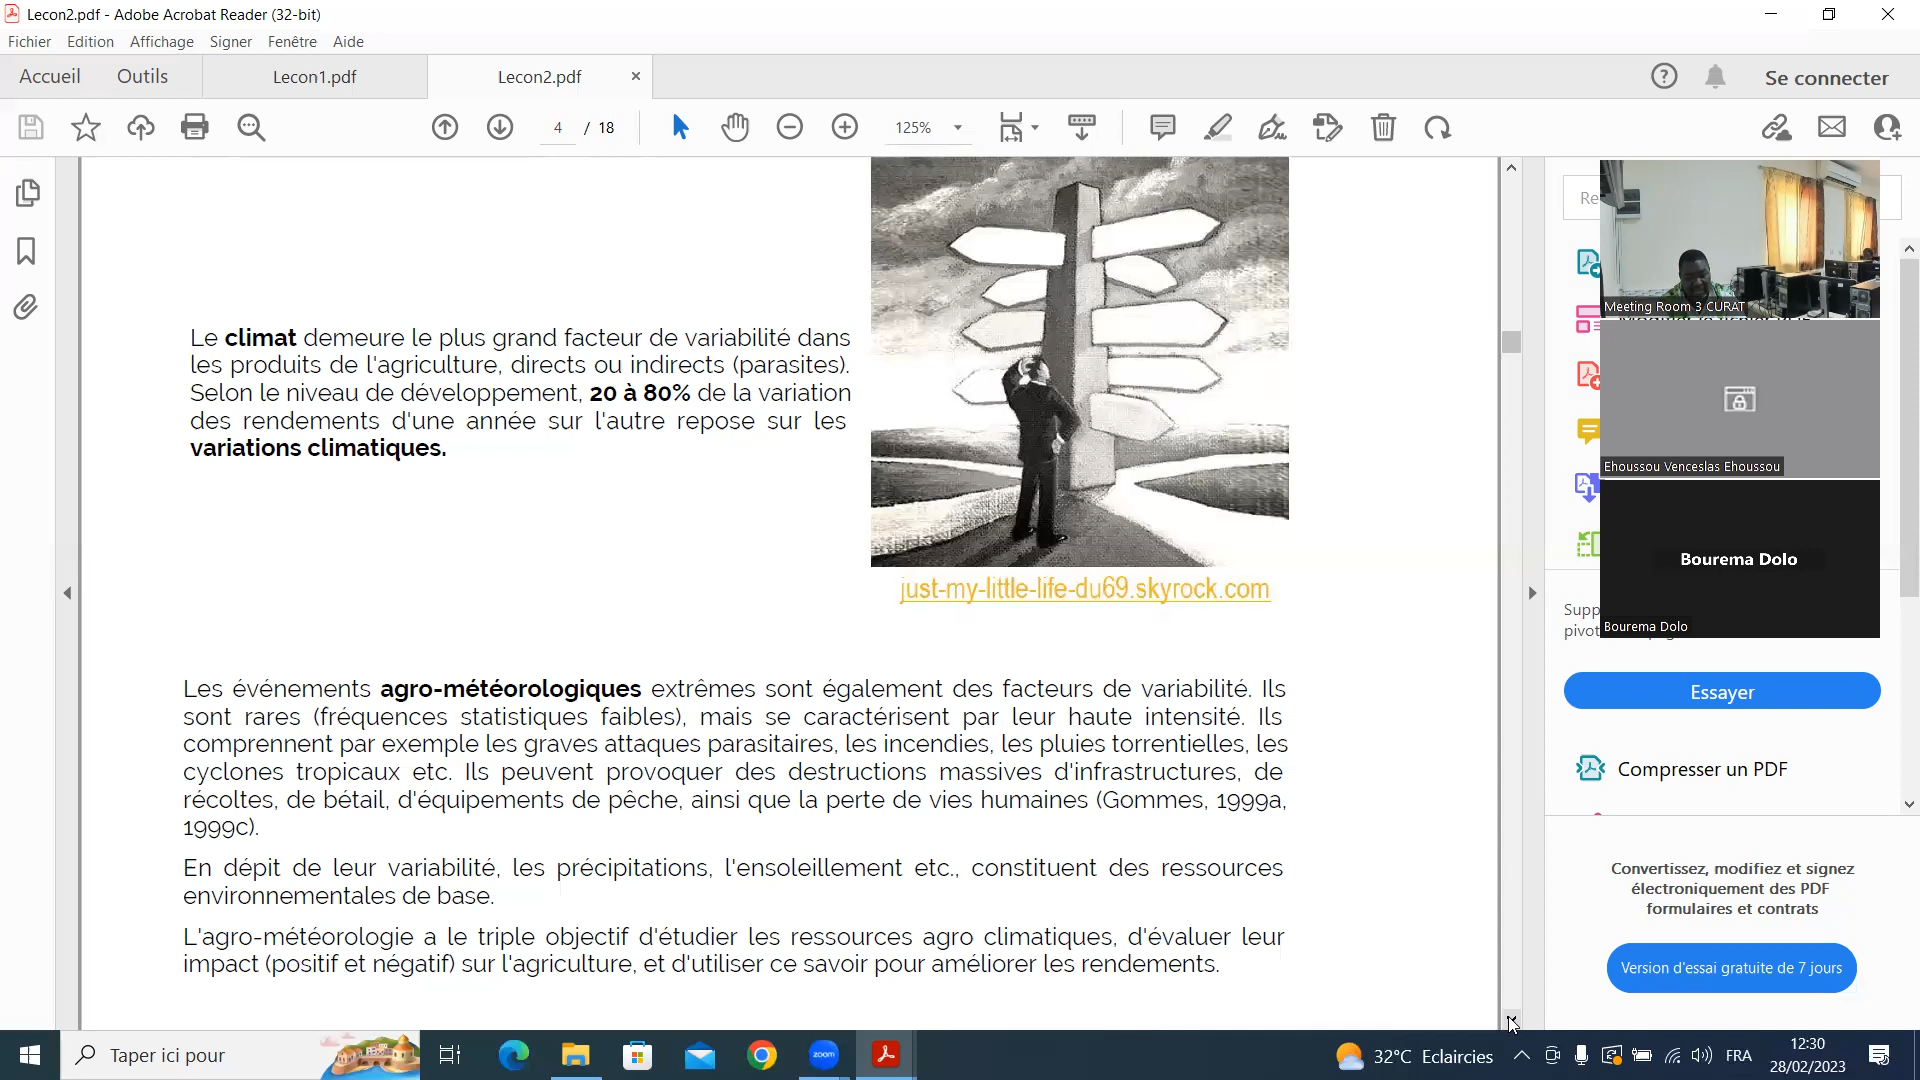 Lecon2.pdf - Adobe Acrobat Reader (32-bit)
Fichier Edition Affichage Signer Fenêtre Aide
Accueil Outils Lecon1.pdf Lecon2.pdf × Se connecter
4 / 18 125%
Le climat demeure le plus grand facteur de variabilité dans
les produits de l'agriculture, directs ou indirects (parasites).
Selon le niveau de développement, 20 à 80% de la variation
des rendements d'une année sur l'autre repose sur les
variations climatiques.
just-my-little-life-du69.skyrock.com
Les événements agro-météorologiques extrêmes sont également des facteurs de variabilité. Ils
sont rares (fréquences statistiques faibles), mais se caractérisent par leur haute intensité. Ils
comprennent par exemple les graves attaques parasitaires, les incendies, les pluies torrentielles, les
cyclones tropicaux etc. Ils peuvent provoquer des destructions massives d'infrastructures, de
récoltes, de bétail, d'équipements de pêche, ainsi que la perte de vies humaines (Gommes, 1999a,
1999c).
En dépit de leur variabilité, les précipitations, l'ensoleillement etc., constituent des ressources
environnementales de base.
L'agro-météorologie a le triple objectif d'étudier les ressources agro climatiques, d'évaluer leur
impact (positif et négatif) sur l'agriculture, et d'utiliser ce savoir pour améliorer les rendements.
Re
Meeting Room 3 CURAT
Ehoussou Venceslas Ehoussou
Bourema Dolo
Bourema Dolo
Supp
pivot
Essayer
Compresser un PDF
Convertissez, modifiez et signez
électroniquement des PDF
formulaires et contrats
Version d'essai gratuite de 7 jours
Taper ici pour
zoom
32°C Eclaircies
FRA
12:30
28/02/2023